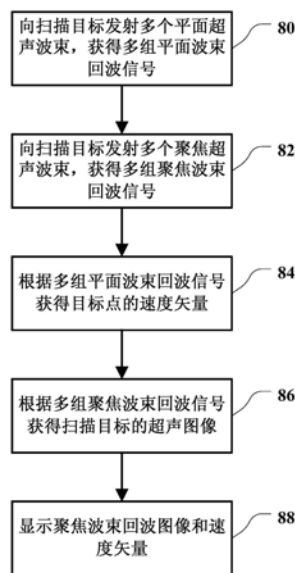 向扫描目标发射多个平面超
声波束，获得多组平面波束
回波信号
80
向扫描目标发射多个聚焦超
声波束，获得多组聚焦波束
回波信号
82
根据多组平面波束回波信号
获得目标点的速度矢量
84
根据多组聚焦波束回波信号
获得扫描目标的超声图像
86
显示聚焦波束回波图像和速
度矢量
88